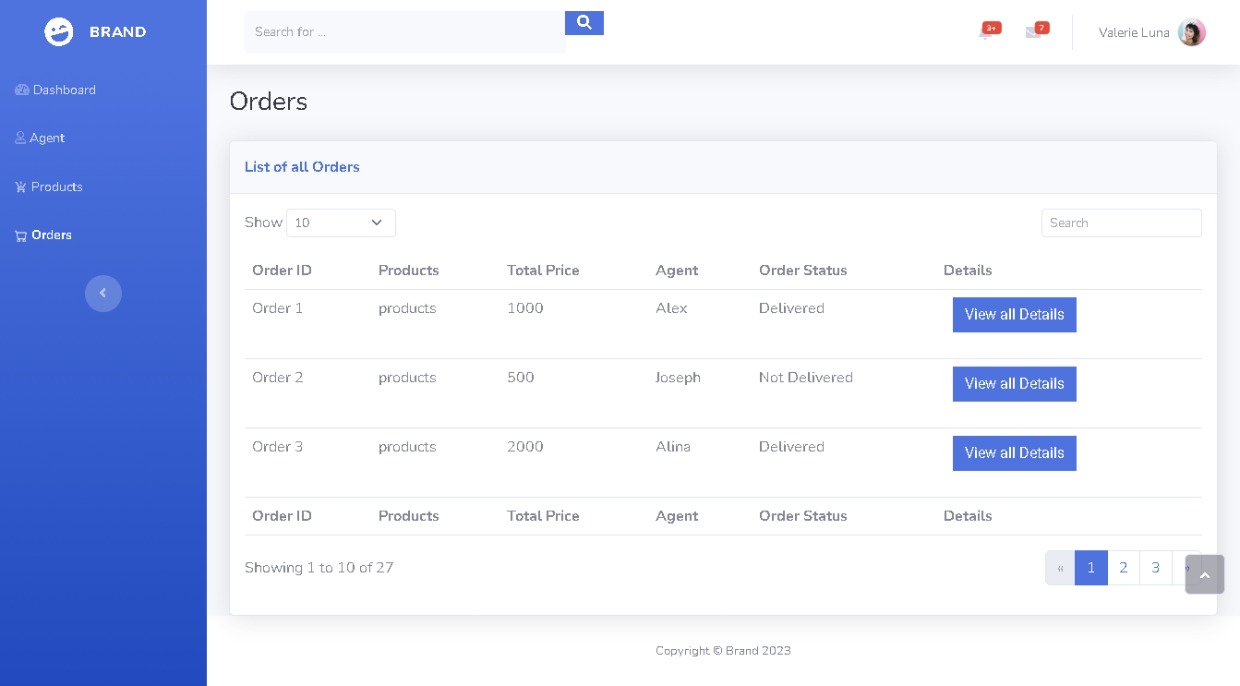 BRAND
Search for ...
3+
7
Valerie Luna
Dashboard
Agent
Products
Orders
Orders
List of all Orders
Show 10
Search
Order ID Products Total Price Agent Order Status Details
Order 1 products 1000 Alex Delivered View all Details
Order 2 products 500 Joseph Not Delivered View all Details
Order 3 products 2000 Alina Delivered View all Details
Order ID Products Total Price Agent Order Status Details
Showing 1 to 10 of 27
« 1 2 3
Copyright © Brand 2023